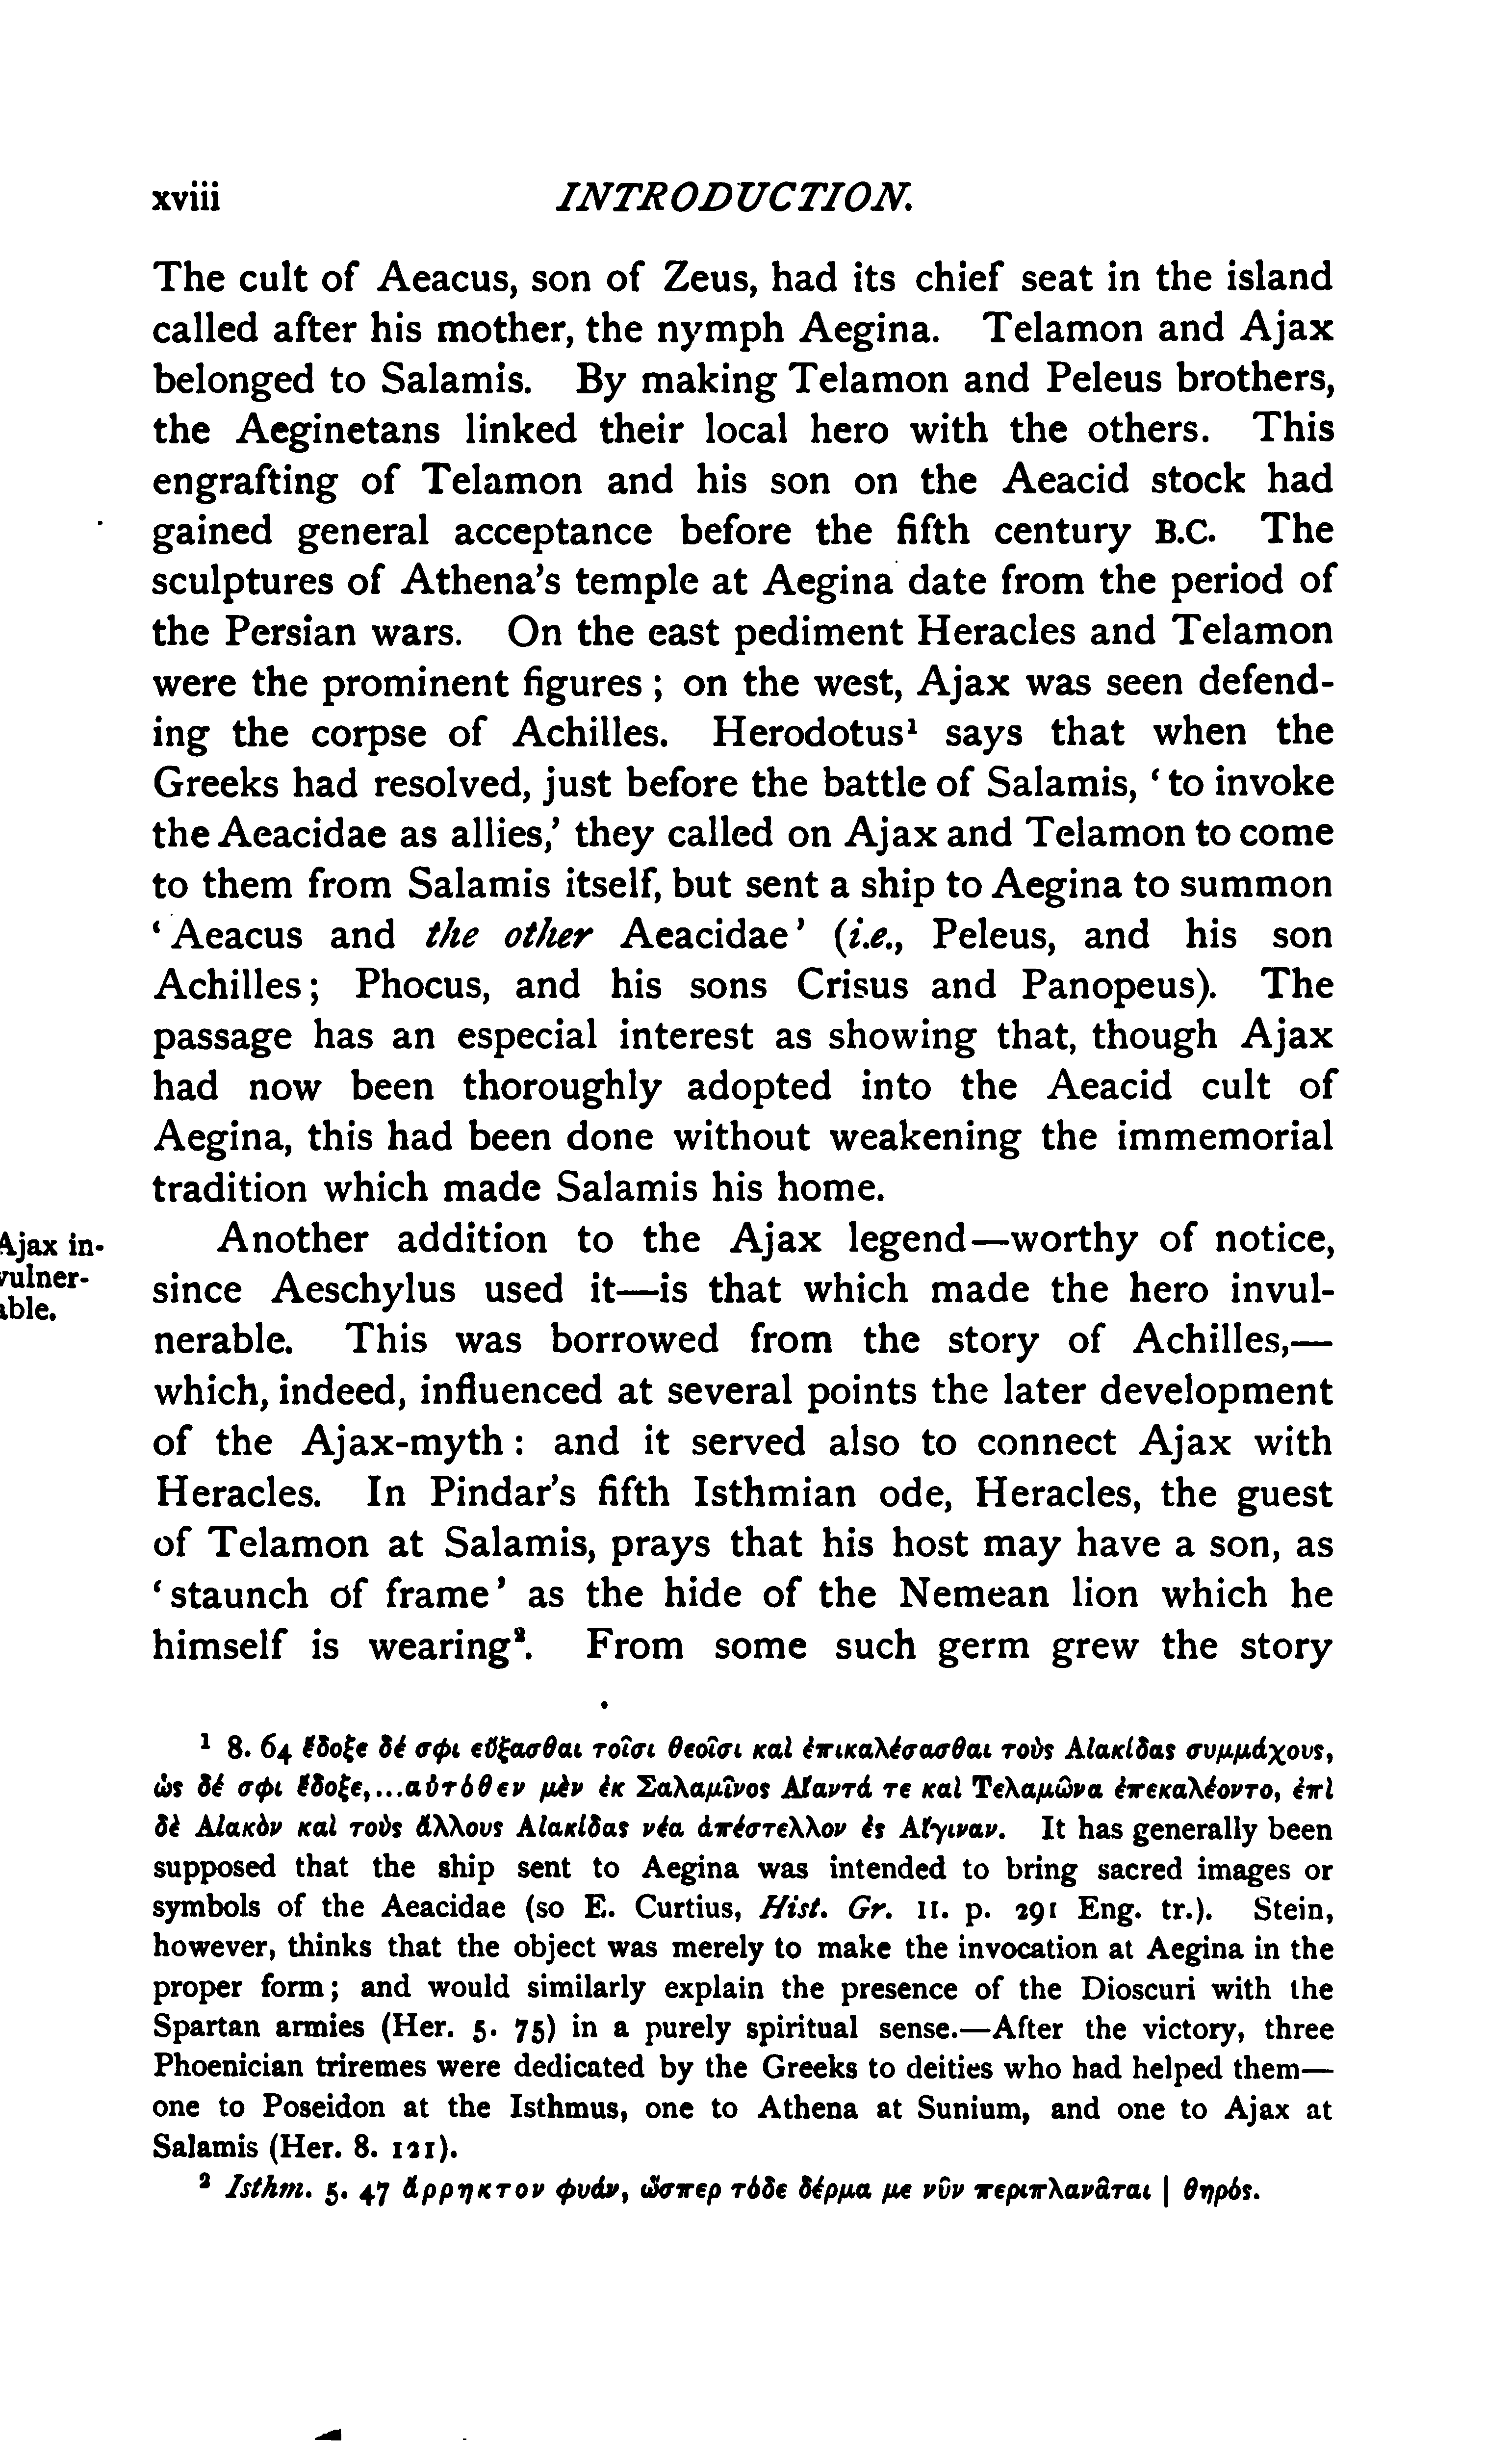 xviii INTRODUCTION.
The cult of Aeacus, son of Zeus, had its chief seat in the island
called after his mother, the nymph Aegina. Telamon and Ajax
belonged to Salamis. By making Telamon and Peleus brothers,
the Aeginetans linked their local hero with the others. This
engrafting of Telamon and his son on the Aeacid stock had
gained general acceptance before the fifth century B.C. The
sculptures of Athena's temple at Aegina date from the period of
the Persian wars. On the east pediment Heracles and Telamon
were the prominent figures; on the west, Ajax was seen defend-
ing the corpse of Achilles. Herodotus¹ says that when the
Greeks had resolved, just before the battle of Salamis, 'to invoke
the Aeacidae as allies,' they called on Ajax and Telamon to come
to them from Salamis itself, but sent a ship to Aegina to summon
'Aeacus and the other Aeacidae' (i.e., Peleus, and his son
Achilles; Phocus, and his sons Crisus and Panopeus). The
passage has an especial interest as showing that, though Ajax
had now been thoroughly adopted into the Aeacid cult of
Aegina, this had been done without weakening the immemorial
tradition which made Salamis his home.
Ajax in-
vulner-
able.
Another addition to the Ajax legend—worthy of notice,
since Aeschylus used it—is that which made the hero invul-
nerable. This was borrowed from the story of Achilles,—
which, indeed, influenced at several points the later development
of the Ajax-myth: and it served also to connect Ajax with
Heracles. In Pindar's fifth Isthmian ode, Heracles, the guest
of Telamon at Salamis, prays that his host may have a son, as
'staunch of frame' as the hide of the Nemean lion which he
himself is wearing². From some such germ grew the story
¹ 8. 64 ἔδοξε δέ σφι εὔξασθαι τοῖσι θεοῖσι καὶ ἐπικαλέσασθαι τοὺς Αἰακίδας συμμάχους,
ὡς δέ σφι ἔδοξε,...αὐτόθεν μὲν ἐκ Σαλαμῖνος Αἴαντά τε καὶ Τελαμῶνα ἐπεκαλέοντο, ἐπὶ
δὲ Αἰακὸν καὶ τοὺς ἄλλους Αἰακίδας νέα ἀπέστελλον ἐς Αἴγιναν. It has generally been
supposed that the ship sent to Aegina was intended to bring sacred images or
symbols of the Aeacidae (so E. Curtius, Hist. Gr. II. p. 291 Eng. tr.). Stein,
however, thinks that the object was merely to make the invocation at Aegina in the
proper form; and would similarly explain the presence of the Dioscuri with the
Spartan armies (Her. 5. 75) in a purely spiritual sense.—After the victory, three
Phoenician triremes were dedicated by the Greeks to deities who had helped them—
one to Poseidon at the Isthmus, one to Athena at Sunium, and one to Ajax at
Salamis (Her. 8. 121).
² Isthm. 5. 47 ἄρρηκτον φυάν, ὥσπερ τόδε δέρμα με νῦν περιπλανᾶται | θηρός.